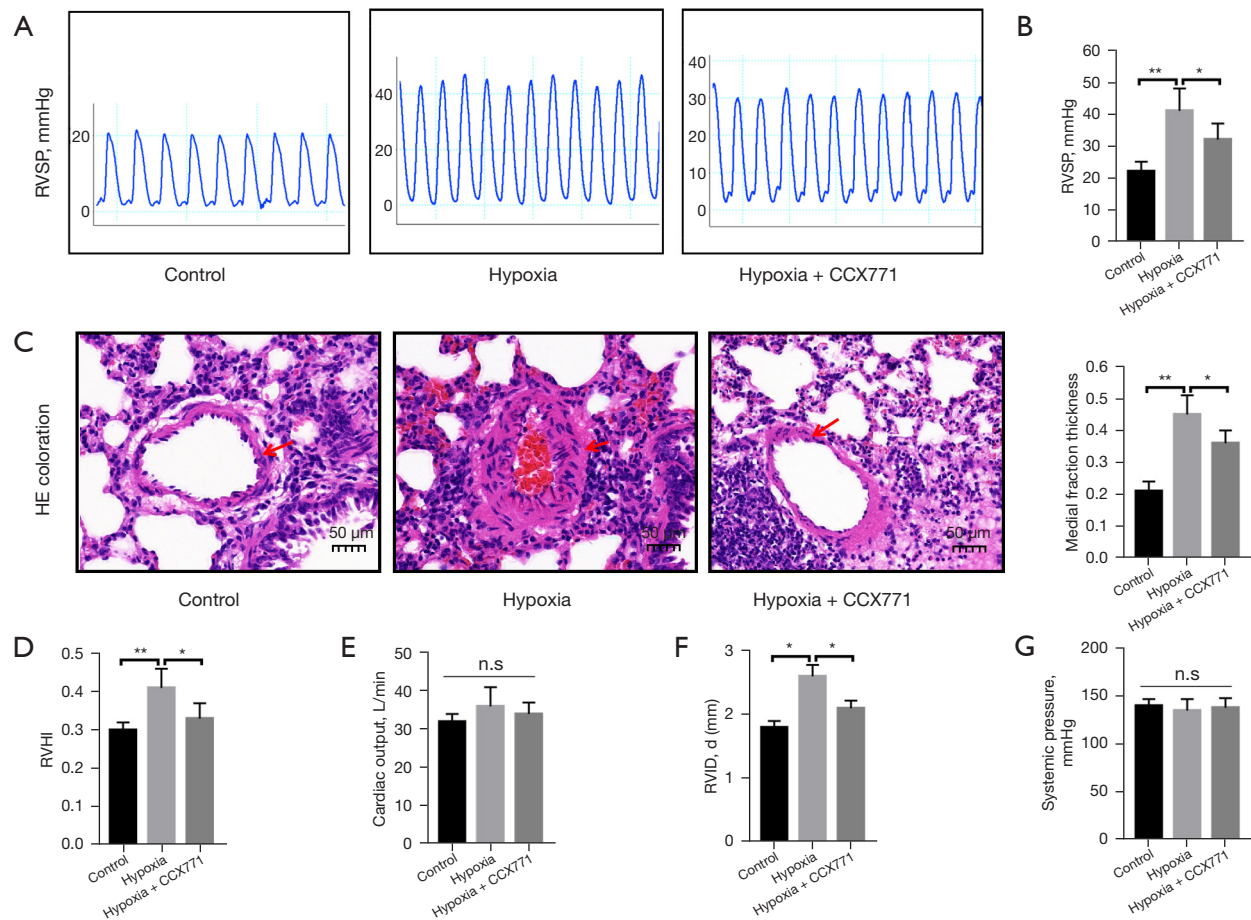 A
RVSP, mmHg
20
0
40
20
0
40
30
20
10
0
Control
Hypoxia
Hypoxia + CCX771
B
RVSP, mmHg
60
50
40
30
20
10
0
**
*
Control
Hypoxia
Hypoxia + CCX771
C
HE coloration
50 μm
50 μm
50 μm
Control
Hypoxia
Hypoxia + CCX771
Medial fraction thickness
0.6
0.5
0.4
0.3
0.2
0.1
0.0
**
*
Control
Hypoxia
Hypoxia + CCX771
D
RVHI
0.5
0.4
0.3
0.2
0.1
0.0
**
*
Control
Hypoxia
Hypoxia + CCX771
E
Cardiac output, L/min
50
40
30
20
10
0
n.s
Control
Hypoxia
Hypoxia + CCX771
F
RVID, d (mm)
3
2
1
0
*
*
Control
Hypoxia
Hypoxia + CCX771
G
Systemic pressure,
mmHg
200
150
100
50
0
n.s
Control
Hypoxia
Hypoxia + CCX771